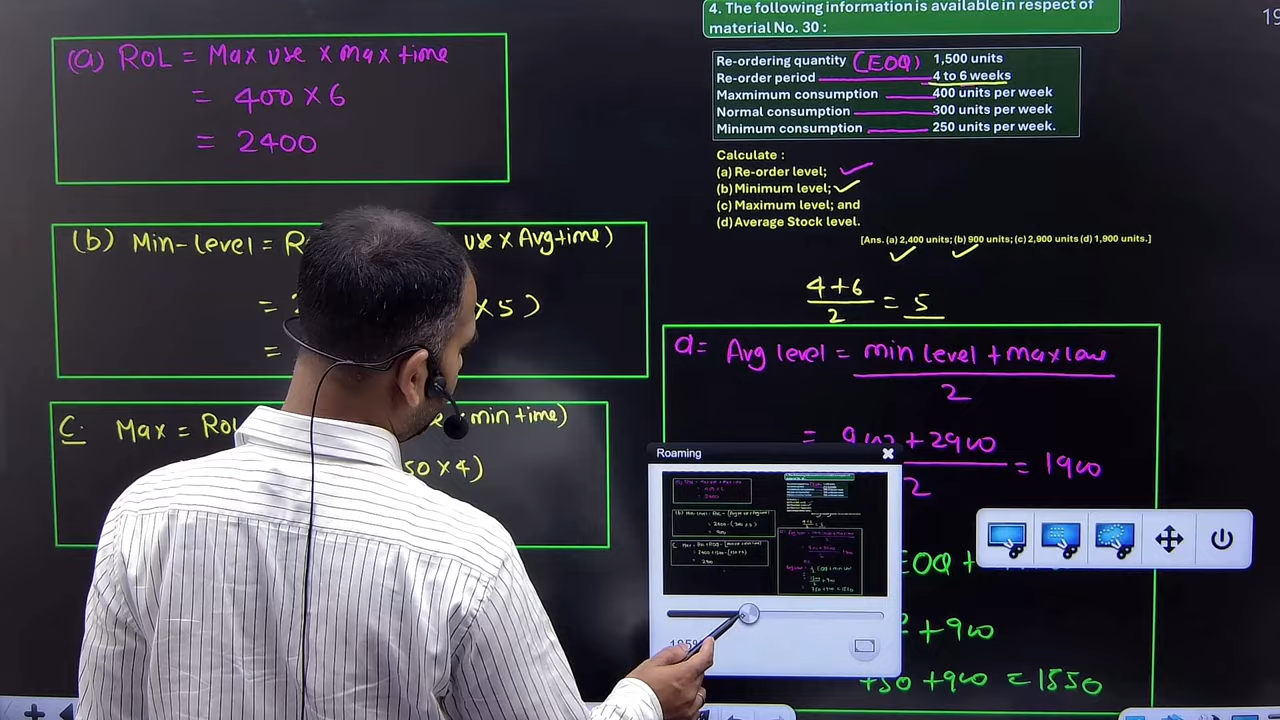 4. The following information is available in respect of
material No. 30 :
19
Re-ordering quantity (EOQ) 1,500 units
Re-order period 4 to 6 weeks
Maxmimum consumption 400 units per week
Normal consumption 300 units per week
Minimum consumption 250 units per week.
Calculate :
(a) Re-order level;
(b) Minimum level;
(c) Maximum level; and
(d) Average Stock level.
[Ans. (a) 2,400 units; (b) 900 units; (c) 2,900 units (d) 1,900 units.]
(a) ROL = Max use × max time
= 400 × 6
= 2400
(b) Min-level = R use × Avg time)
= × 5 )
=
C. Max = ROL min time)
50 × 4)
4+6
2 = 5
a= Avg level = min level + max law
2
= 900 + 2900
2 = 1900
EOQ +
+ 900
+ 900 = 1550
Roaming
195%